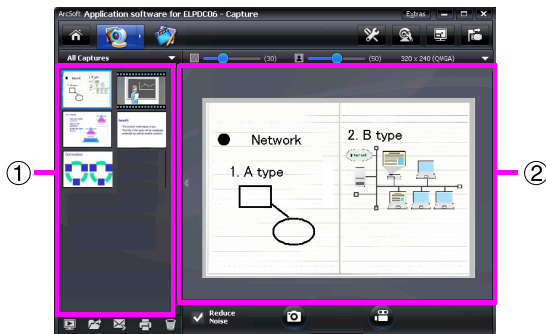 ArcSoft Application software for ELPDC06 - Capture
Extras
All Captures
(30)
(50)
320 x 240 (QVGA)
1
2
Network
1. A type
2. B type
Reduce
Noise